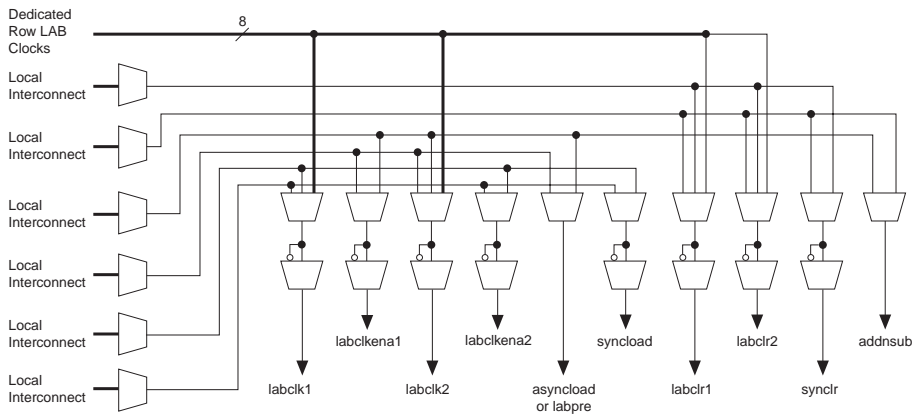 Dedicated
Row LAB
Clocks
8
Local
Interconnect
Local
Interconnect
Local
Interconnect
Local
Interconnect
Local
Interconnect
Local
Interconnect
labclkena1
labclkena2
syncload
labclr2
addnsub
labclk1
labclk2
asyncload
or labpre
labclr1
synclr